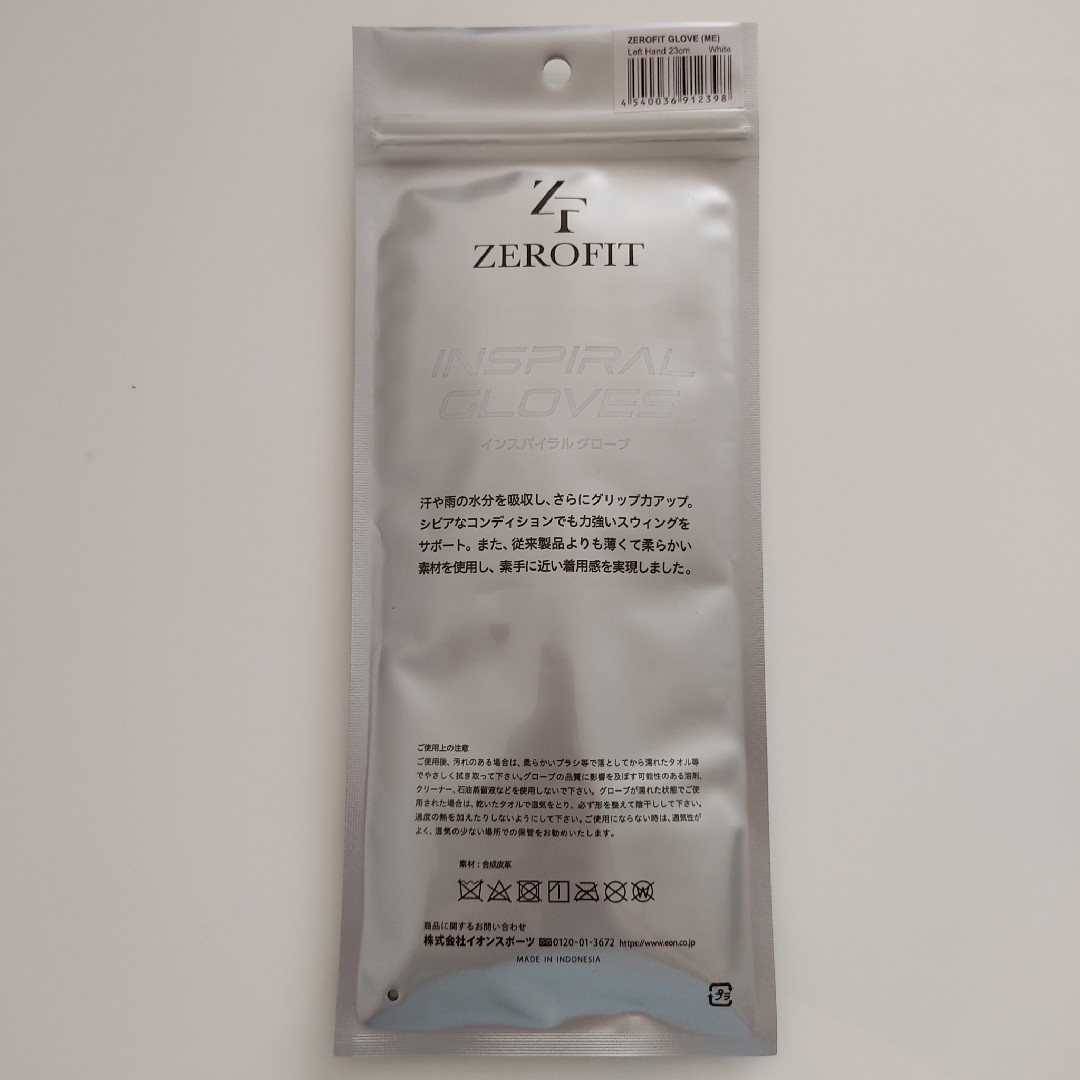 ZEROFIT GLOVE (ME)
Left Hand 23cm White
4 540036 912398
ZT
ZEROFIT
INSPIRAL
GLOVES
インスパイラル グローブ
汗や雨の水分を吸収し、さらにグリップ力アップ。
シビアなコンディションでも力強いスウィングを
サポート。また、従来製品よりも薄くて柔らかい
素材を使用し、素手に近い着用感を実現しました。
ご使用上の注意
ご使用後、汚れのある場合は、柔らかいブラシ等で落としてから濡れたタオル等
でやさしく拭き取って下さい。グローブの品質に影響を及ぼす可能性のある溶剤、
クリーナー、石油蒸留液などを使用しないで下さい。グローブが濡れた状態でご使
用された場合は、乾いたタオルで湿気をとり、必ず形を整えて陰干しして下さい。
過度の熱を加えたりしないようにして下さい。ご使用にならない時は、通気性が
よく、湿気の少ない場所での保管をお勧めいたします。
素材：合成皮革
W
商品に関するお問い合わせ
株式会社イオンスポーツ 0120-01-3672 https://www.eon.co.jp
MADE IN INDONESIA
プラ